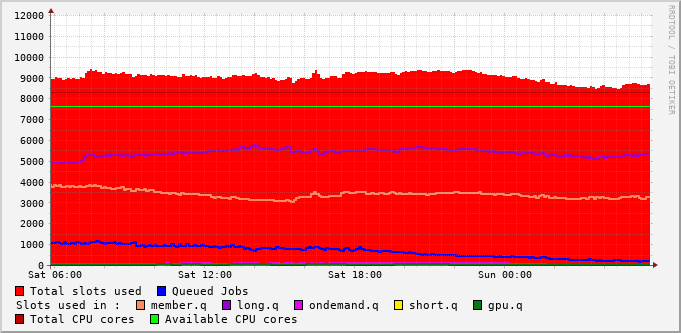 12000
11000
10000
9000
8000
7000
6000
5000
4000
3000
2000
1000
0
Sat 06:00 Sat 12:00 Sat 18:00 Sun 00:00
Total slots used Queued Jobs
Slots used in : member.q long.q ondemand.q short.q gpu.q
Total CPU cores Available CPU cores
RRDTOOL / TOBI OETIKER